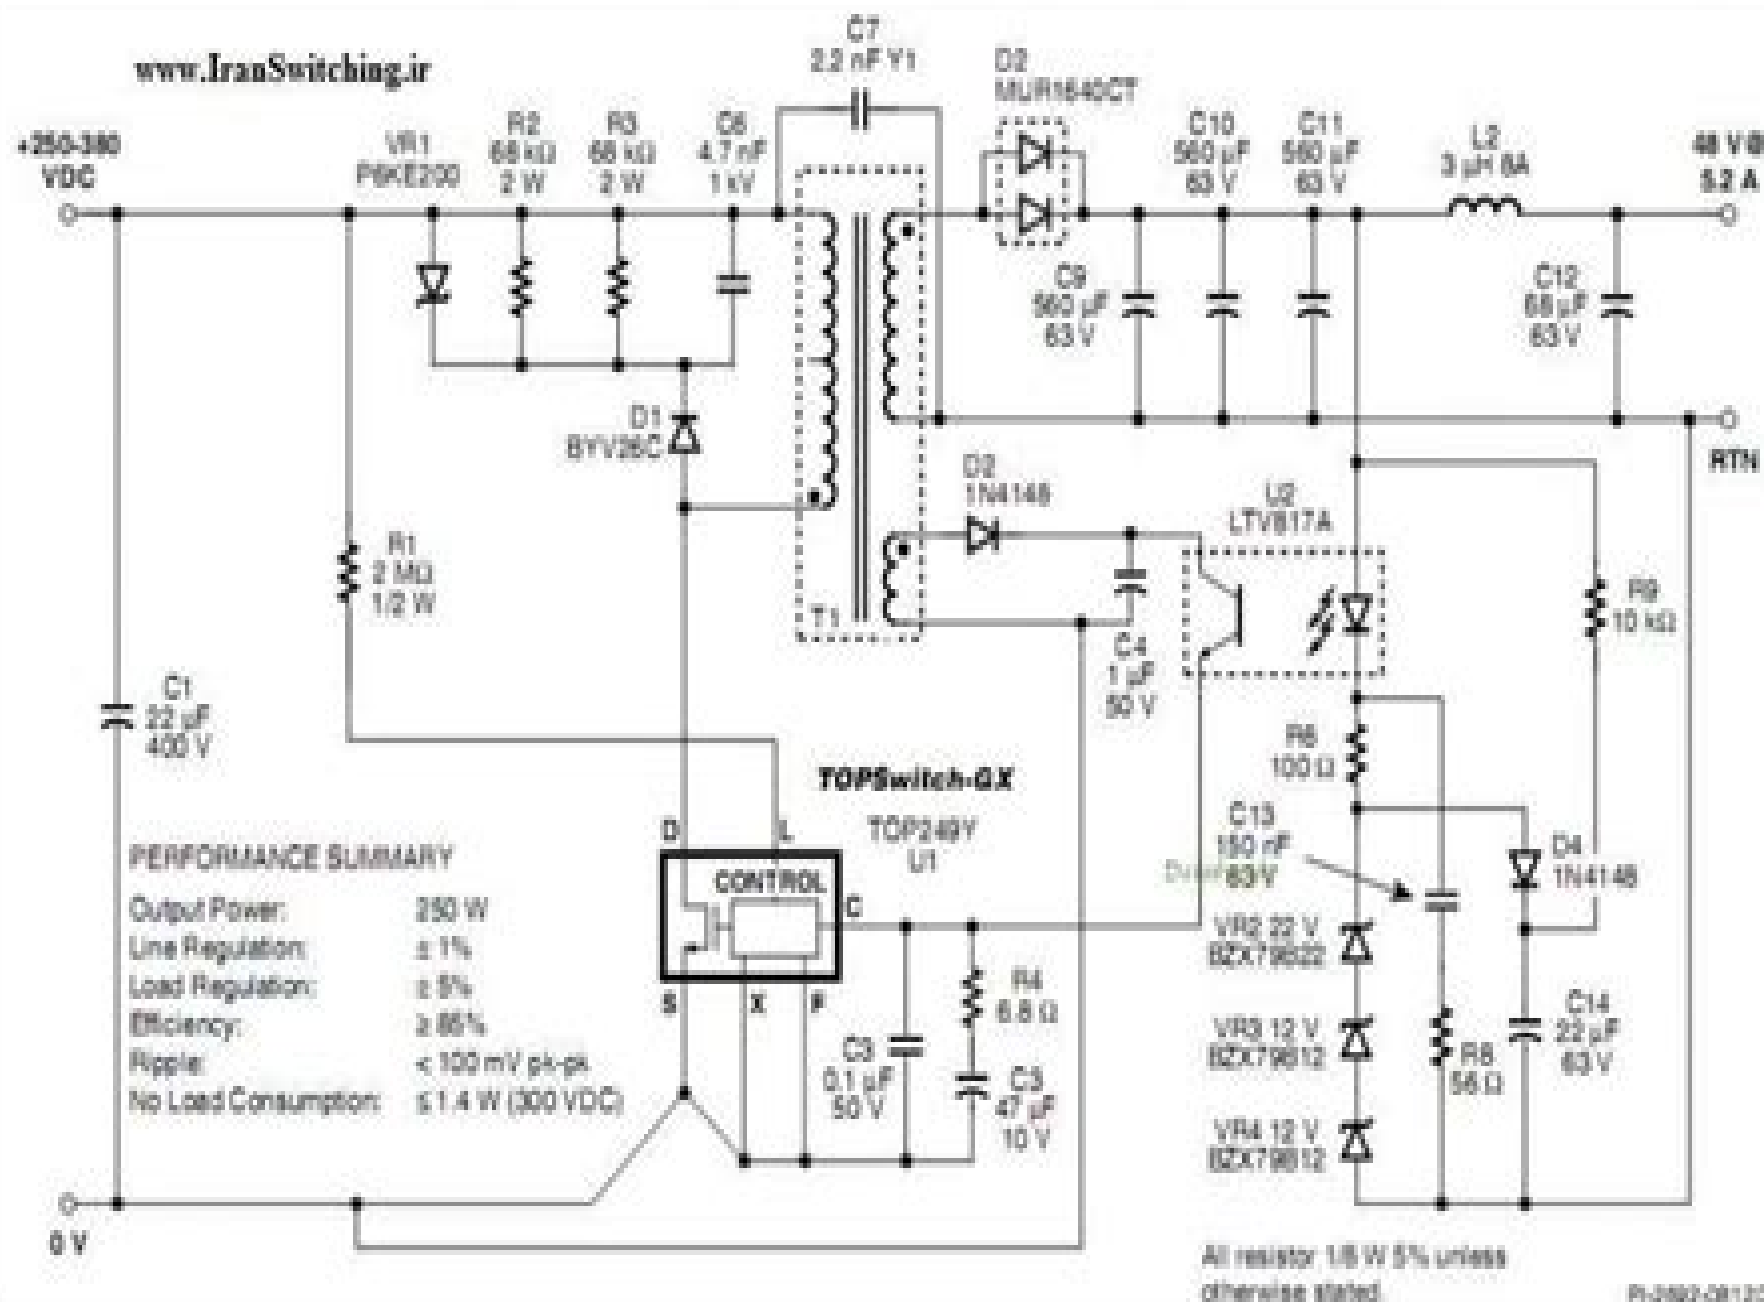 www.IranSwitching.ir
+250-380
VDC
VR1
P6KE200
R2
68 kΩ
2 W
R3
68 kΩ
2 W
C6
4.7 nF
1 kV
C7
2.2 nF Y1
D2
MUR1640CT
C10
560 µF
63 V
C11
560 µF
63 V
L2
3 µH 8A
48 V@
5.2 A
C9
560 µF
63 V
C12
68 µF
63 V
RTN
D1
BYV26C
D2
1N4148
U2
LTV817A
R1
2 MΩ
1/2 W
T1
C4
1 µF
50 V
R9
10 kΩ
C1
22 µF
400 V
R6
100 Ω
TOPSwitch-GX
TOP249Y
U1
D
L
CONTROL
C
S
X
F
C13
150 nF
63 V
D4
1N4148
VR2 22 V
BZX79B22
VR3 12 V
BZX79B12
VR4 12 V
BZX79B12
R4
6.8 Ω
C3
0.1 µF
50 V
C3
47 µF
10 V
R8
56 Ω
C14
22 µF
63 V
PERFORMANCE SUMMARY
Output Power: 250 W
Line Regulation: ± 1%
Load Regulation: ± 5%
Efficiency: ≥ 85%
Ripple: < 100 mV pk-pk
No Load Consumption: ≤ 1.4 W (300 VDC)
0 V
All resistor 1/8 W 5% unless
otherwise stated.